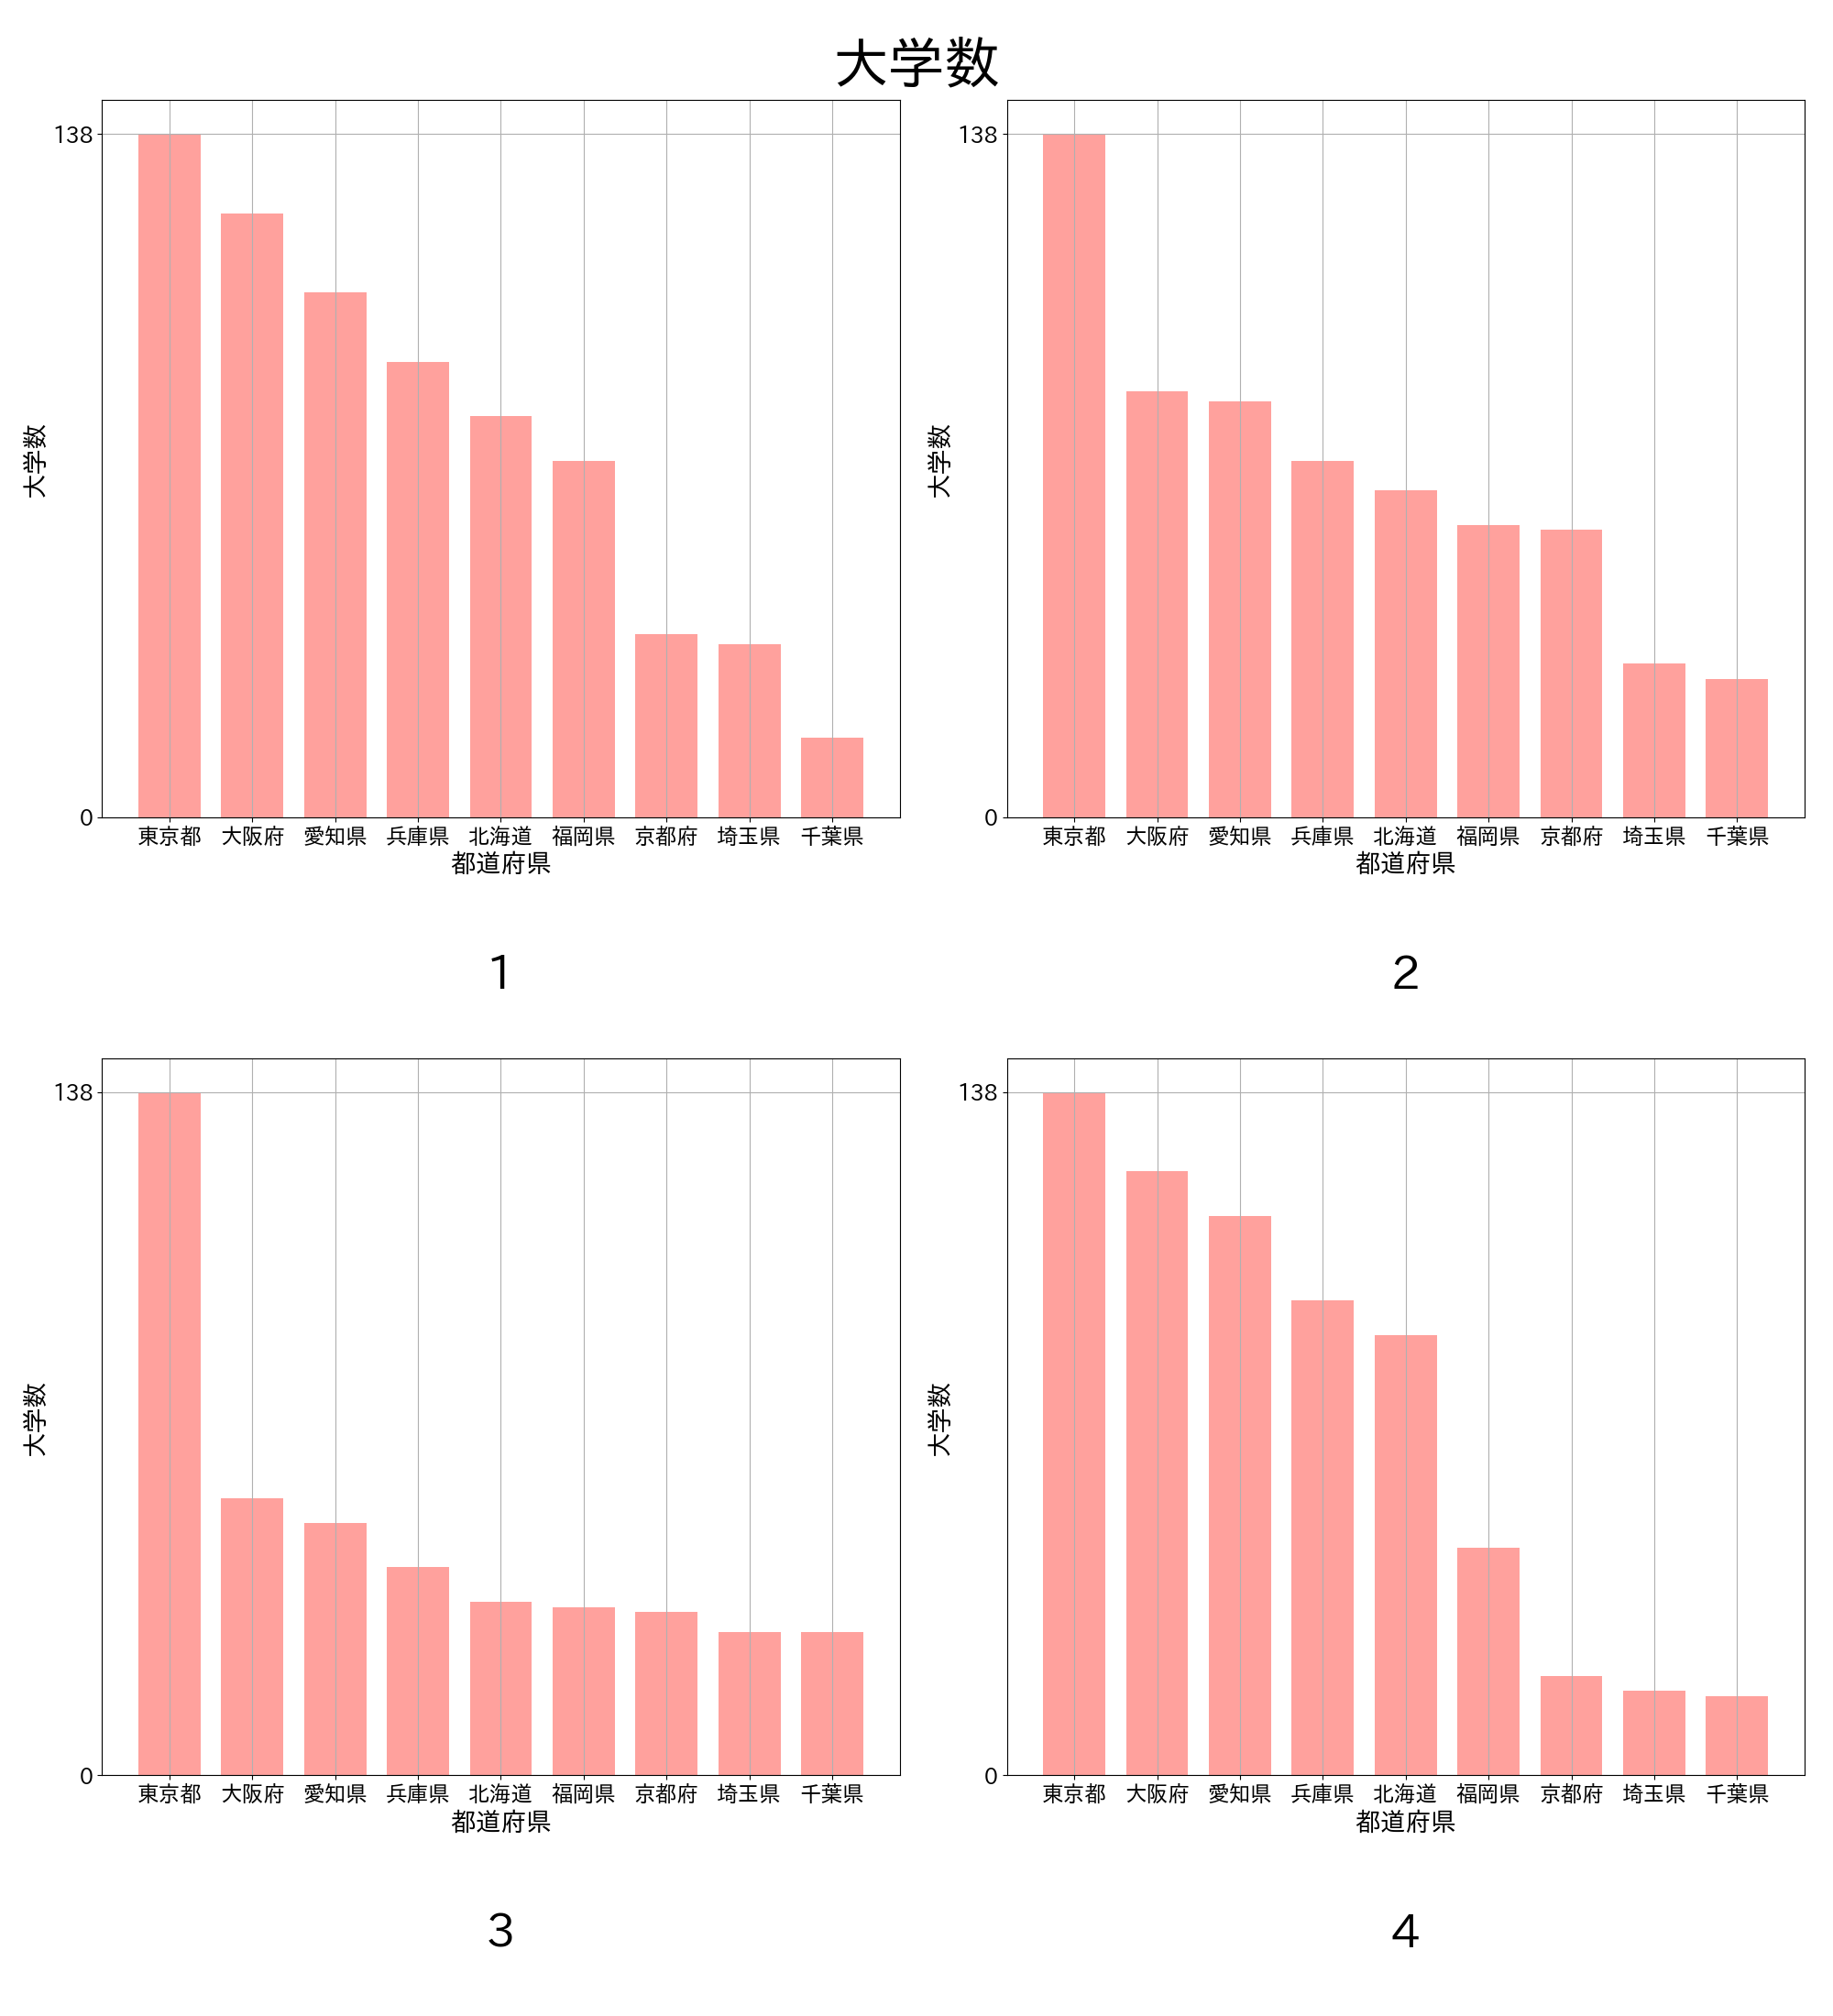 大学数
138
0
大学数
東京都 大阪府 愛知県 兵庫県 北海道 福岡県 京都府 埼玉県 千葉県
都道府県
1
138
0
大学数
東京都 大阪府 愛知県 兵庫県 北海道 福岡県 京都府 埼玉県 千葉県
都道府県
2
138
0
大学数
東京都 大阪府 愛知県 兵庫県 北海道 福岡県 京都府 埼玉県 千葉県
都道府県
3
138
0
大学数
東京都 大阪府 愛知県 兵庫県 北海道 福岡県 京都府 埼玉県 千葉県
都道府県
4